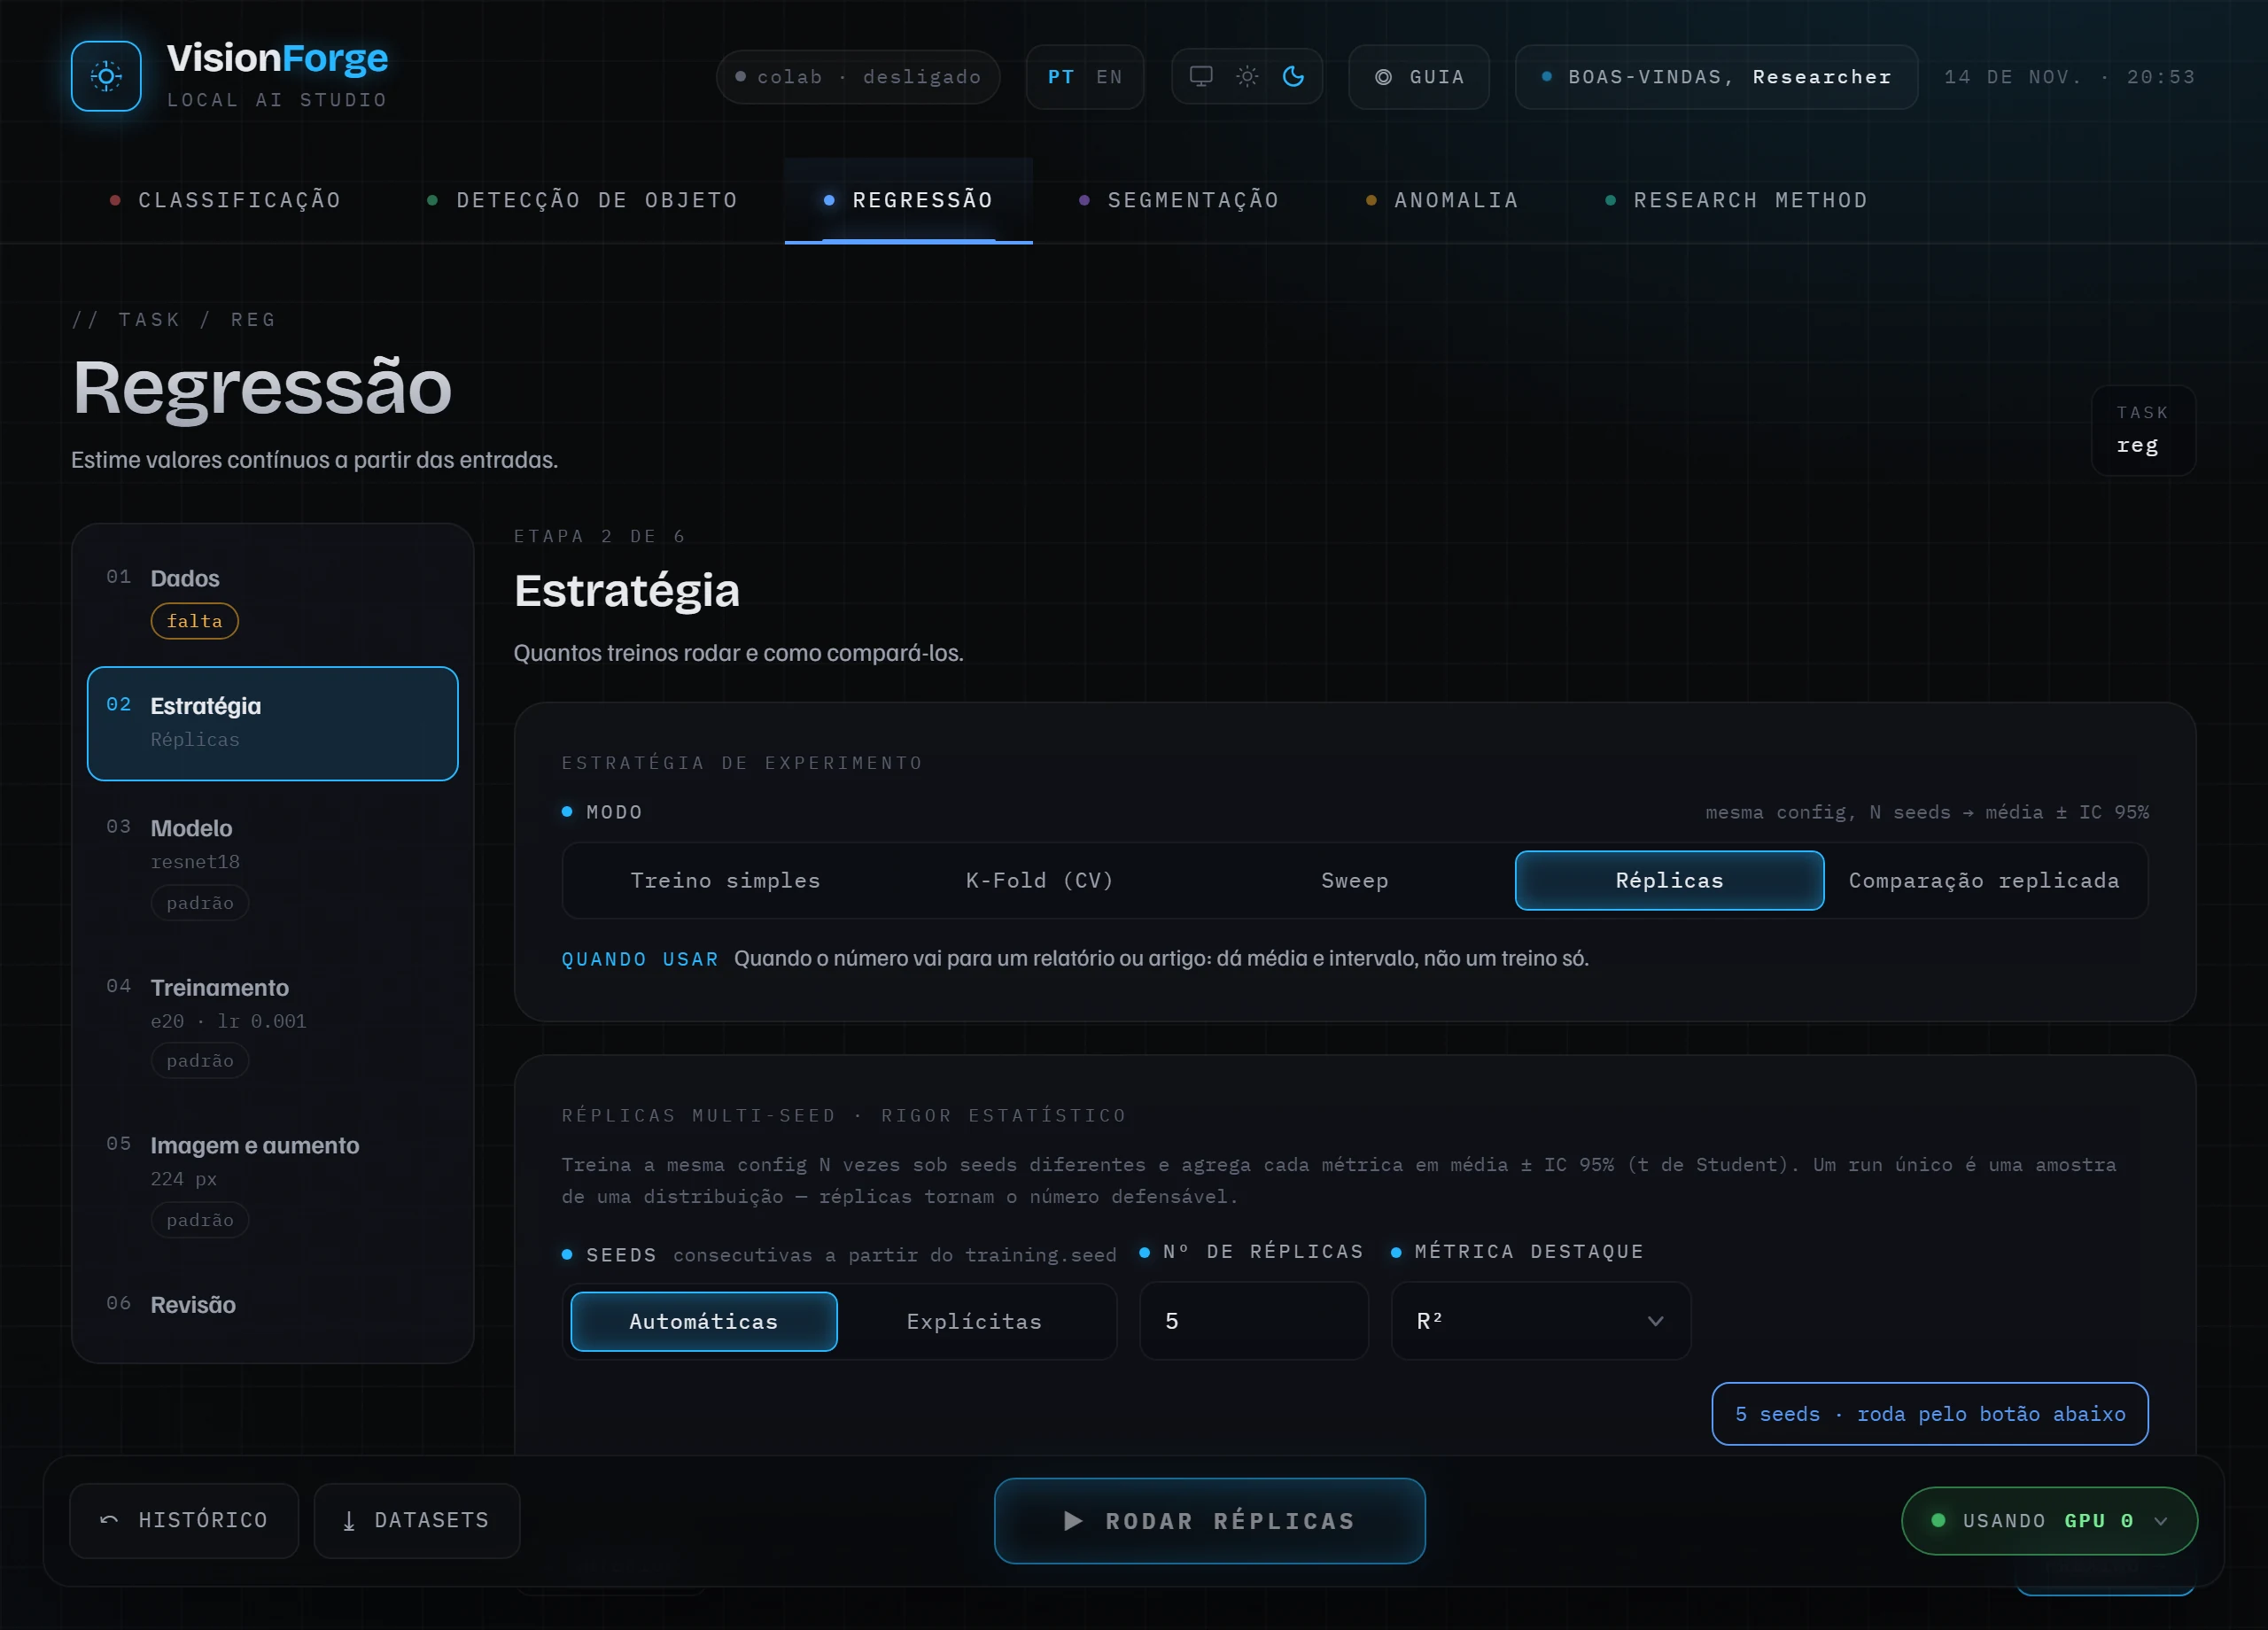 VisionForge
LOCAL AI STUDIO
colab · desligado
PT EN
GUIA
BOAS-VINDAS, Researcher
14 DE NOV. · 20:53
CLASSIFICAÇÃO
DETECÇÃO DE OBJETO
REGRESSÃO
SEGMENTAÇÃO
ANOMALIA
RESEARCH METHOD
// TASK / REG
Regressão
Estime valores contínuos a partir das entradas.
TASK
reg
01 Dados
falta
02 Estratégia
Réplicas
03 Modelo
resnet18
padrão
04 Treinamento
e20 · lr 0.001
padrão
05 Imagem e aumento
224 px
padrão
06 Revisão
ETAPA 2 DE 6
Estratégia
Quantos treinos rodar e como compará-los.
ESTRATÉGIA DE EXPERIMENTO
MODO
mesma config, N seeds → média ± IC 95%
Treino simples
K-Fold (CV)
Sweep
Réplicas
Comparação replicada
QUANDO USAR Quando o número vai para um relatório ou artigo: dá média e intervalo, não um treino só.
RÉPLICAS MULTI-SEED · RIGOR ESTATÍSTICO
Treina a mesma config N vezes sob seeds diferentes e agrega cada métrica em média ± IC 95% (t de Student). Um run único é uma amostra
de uma distribuição — réplicas tornam o número defensável.
SEEDS consecutivas a partir do training.seed
Nº DE RÉPLICAS
MÉTRICA DESTAQUE
Automáticas
Explícitas
5
R²
5 seeds · roda pelo botão abaixo
HISTÓRICO
DATASETS
RODAR RÉPLICAS
USANDO GPU 0